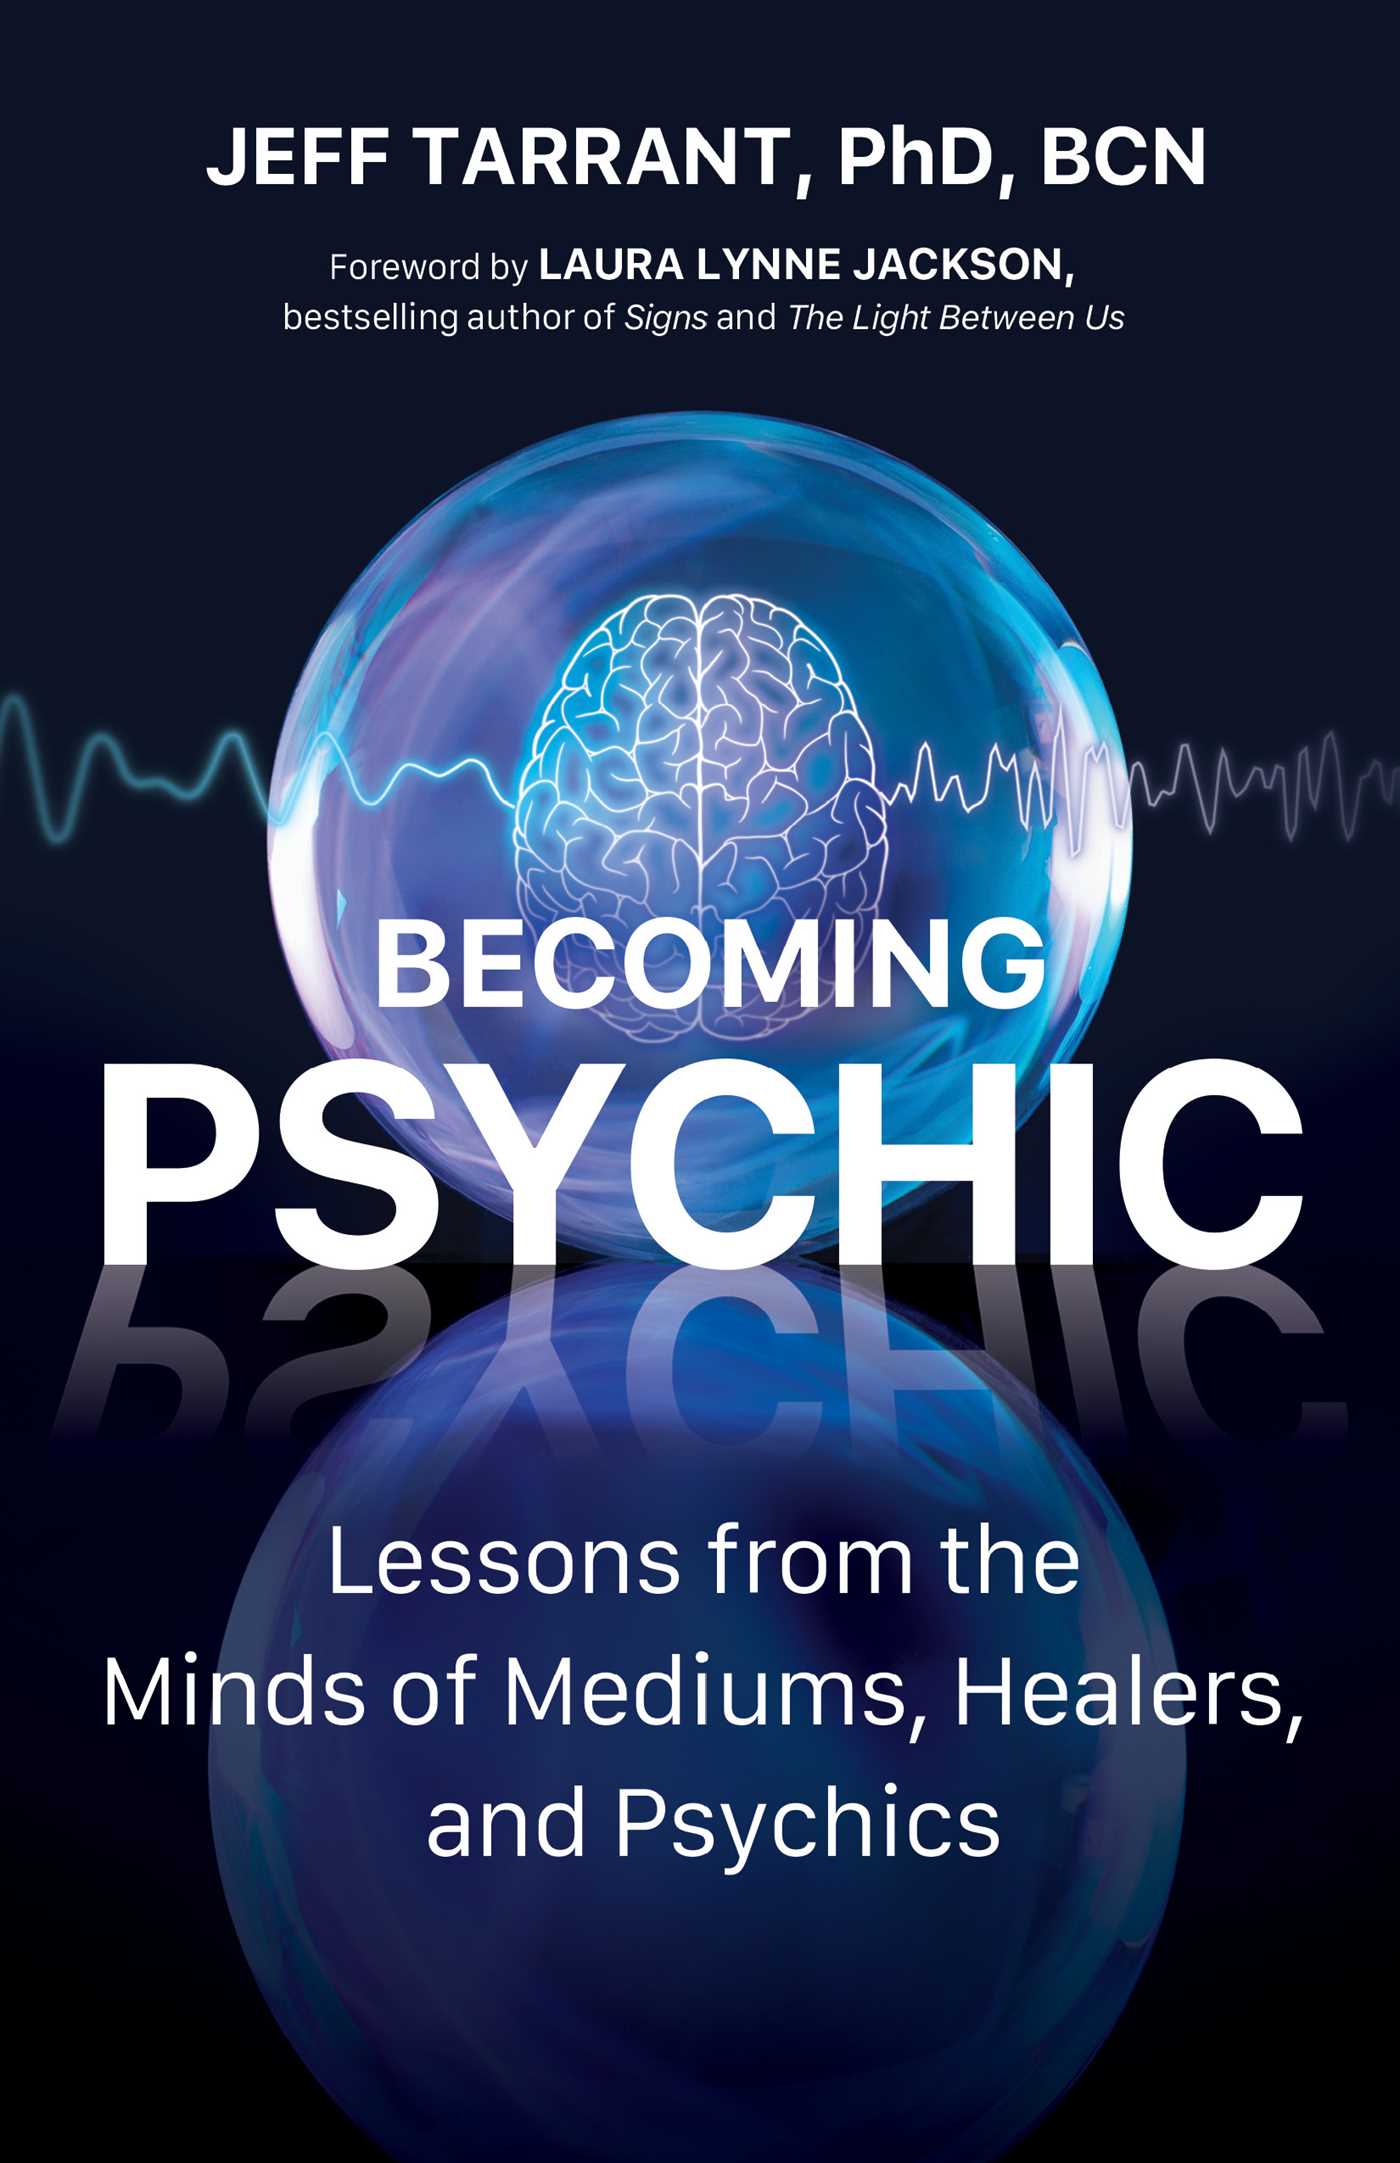 JEFF TARRANT, PhD, BCN
Foreword by LAURA LYNNE JACKSON,
bestselling author of Signs and The Light Between Us
BECOMING
PSYCHIC
Lessons from the
Minds of Mediums, Healers,
and Psychics